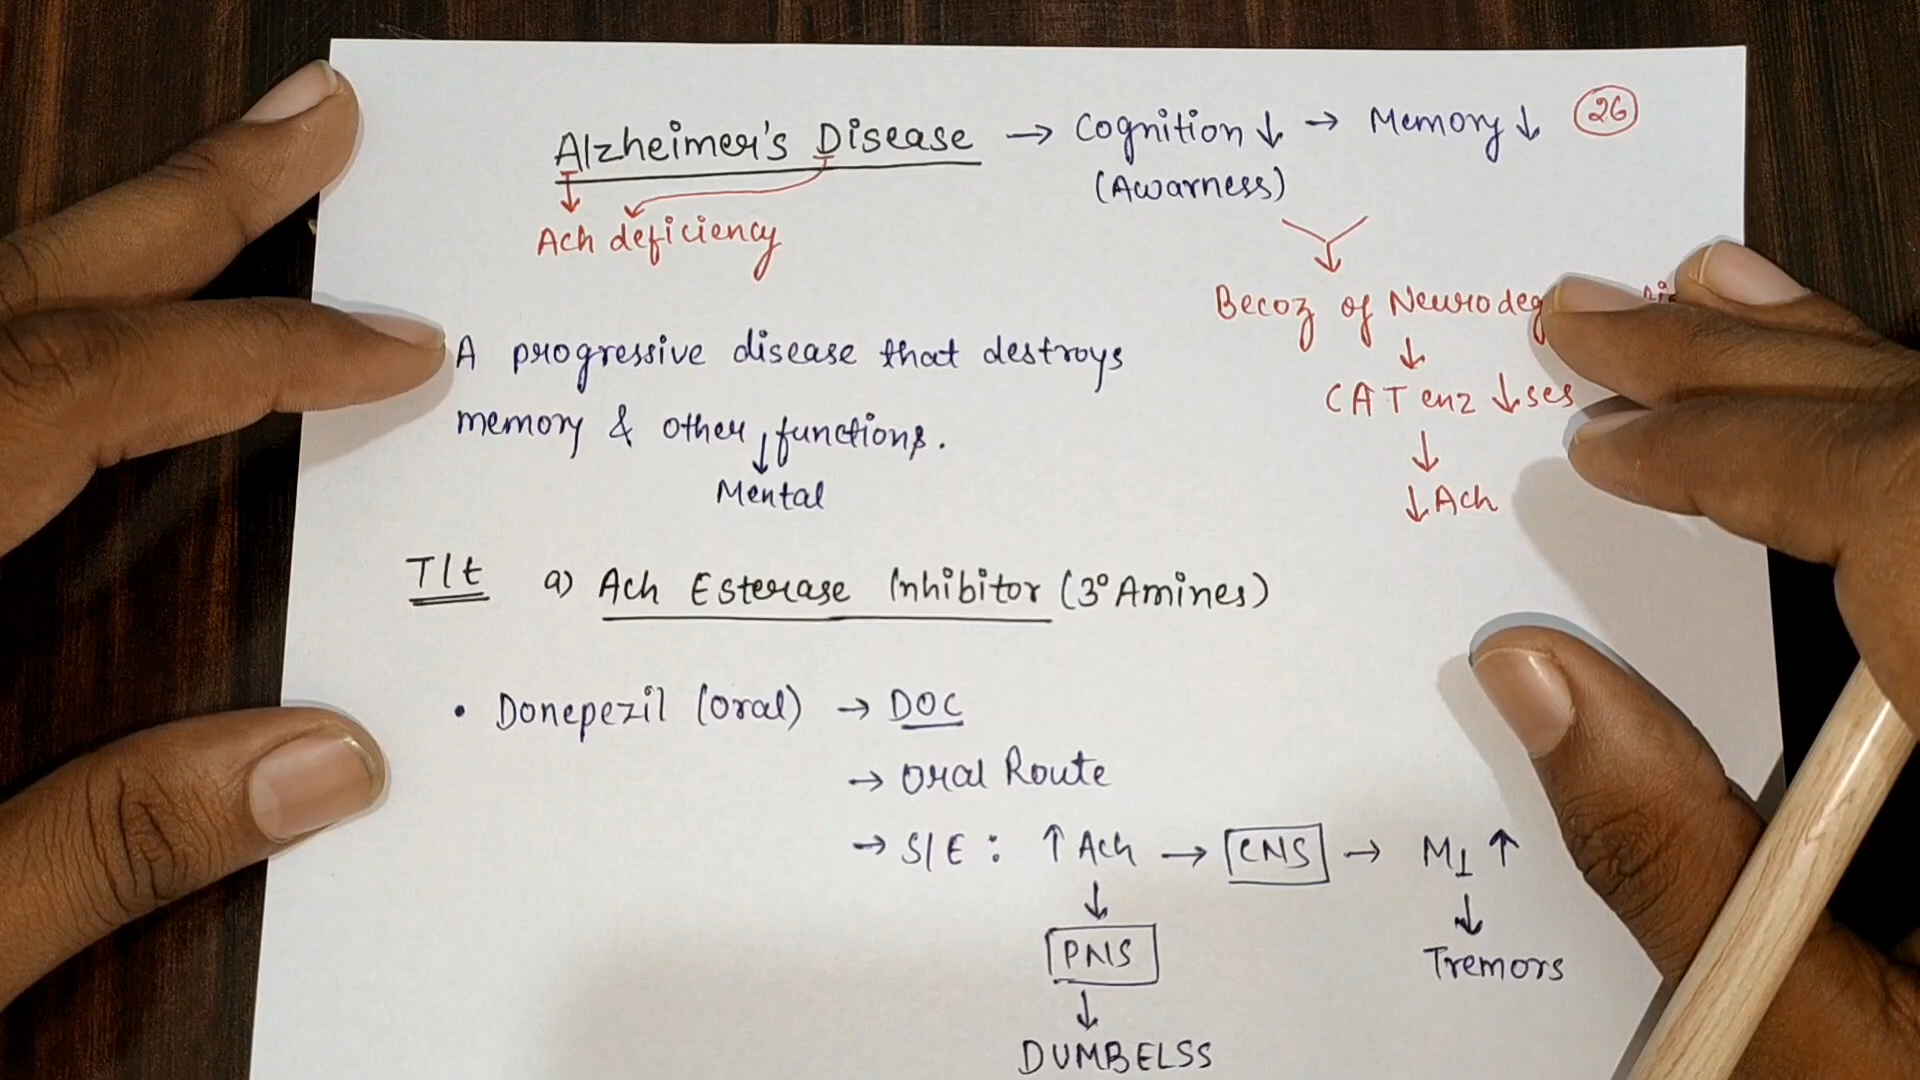 Alzheimer's Disease → Cognition ↓ → Memory ↓ 26
(Awarness)
Ach deficiency
Becoz of
A progressive disease that destroys
CAT enz ↓ses
memory & other functions.
Mental
↓Ach
T/t a) Ach Esterase Inhibitor (3° Amines)
• Donepezil (oral) → DOC
→ Oral Route
→ S/E : ↑ Ach → CNS → M1 ↑
PNS
Tremors
DUMBELSS